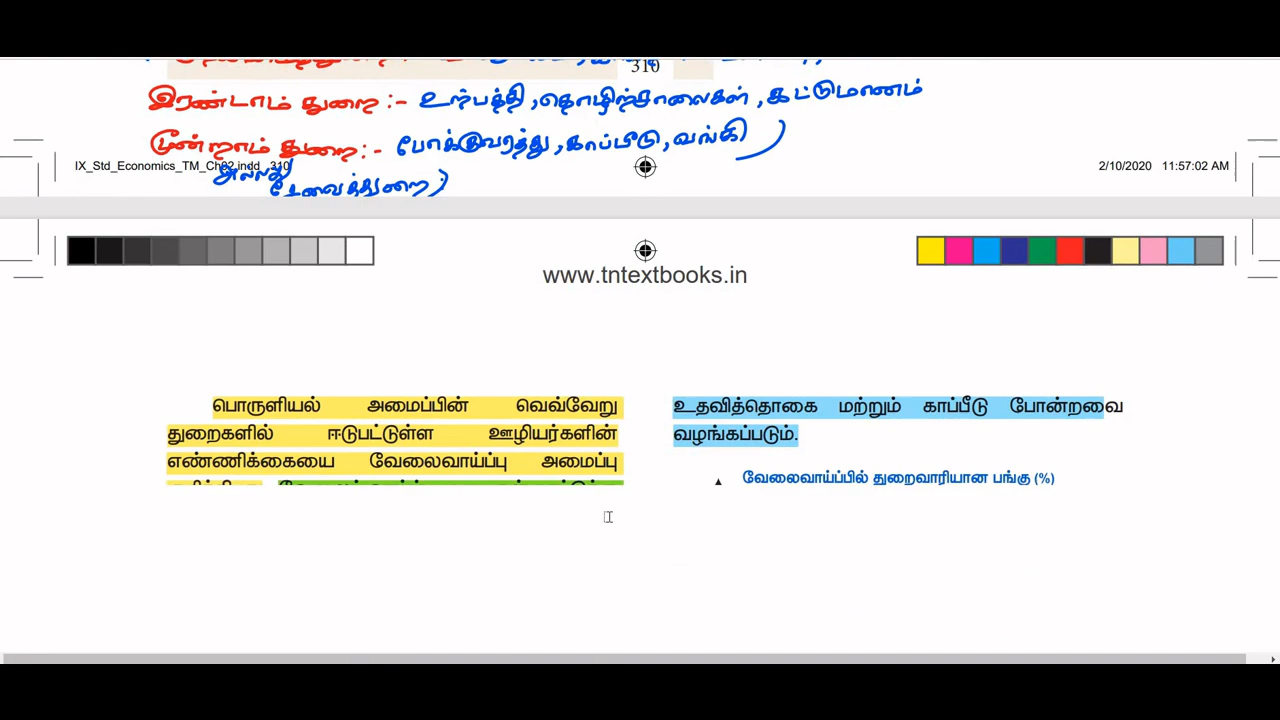 310
இரண்டாம் துறை:- உற்பத்தி, தொழிற்சாலைகள், கட்டுமானம்
மூன்றாம் துறை:- போக்குவரத்து, காப்பீடு, வங்கி
IX_Std_Economics_TM_Ch02.indd 310
2/10/2020 11:57:02 AM
அல்லது
சேவைத்துறை
www.tntextbooks.in
பொருளியல் அமைப்பின் வெவ்வேறு
துறைகளில் ஈடுபட்டுள்ள ஊழியர்களின்
எண்ணிக்கையை வேலைவாய்ப்பு அமைப்பு
உதவித்தொகை மற்றும் காப்பீடு போன்றவை
வழங்கப்படும்.
வேலைவாய்ப்பில் துறைவாரியான பங்கு (%)